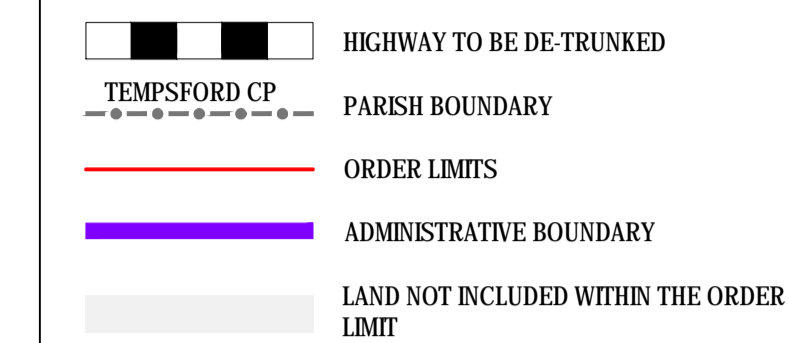 HIGHWAY TO BE DE-TRUNKED
TEMPSFORD CP
PARISH BOUNDARY
ORDER LIMITS
ADMINISTRATIVE BOUNDARY
LAND NOT INCLUDED WITHIN THE ORDER
LIMIT